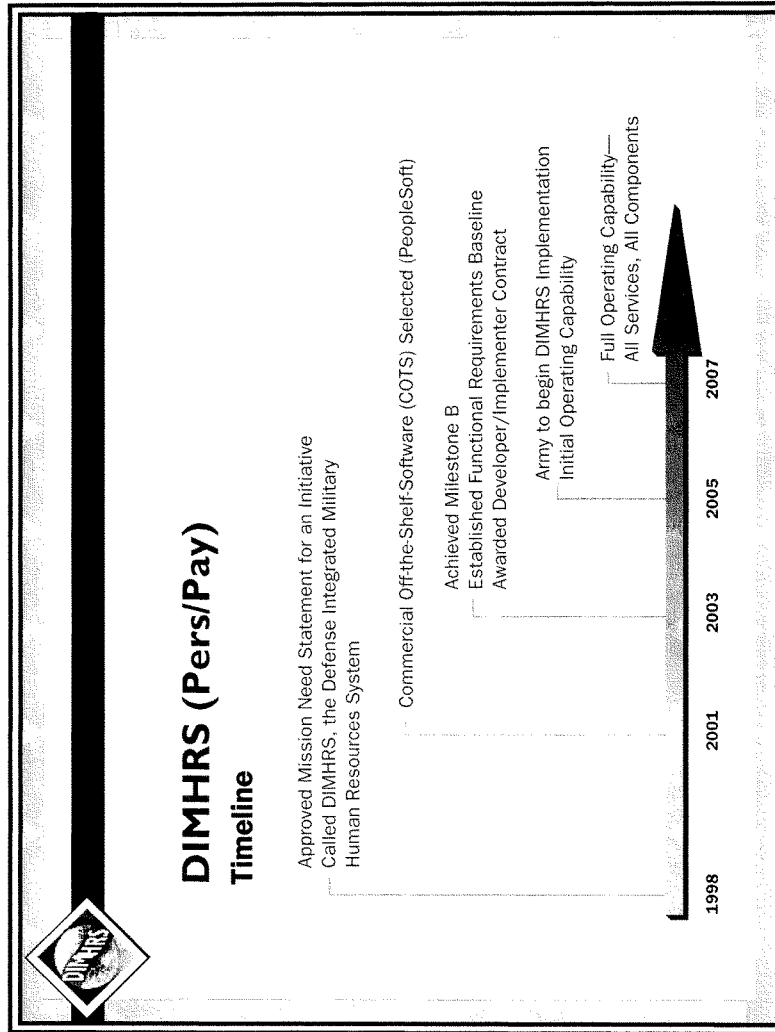 DIMHRS
DIMHRS (Pers/Pay)
Timeline
Approved Mission Need Statement for an Initiative
Called DIMHRS, the Defense Integrated Military
Human Resources System
Commercial Off-the-Shelf-Software (COTS) Selected (PeopleSoft)
Achieved Milestone B
Established Functional Requirements Baseline
Awarded Developer/Implementer Contract
Army to begin DIMHRS Implementation
Initial Operating Capability
Full Operating Capability—
All Services, All Components
1998
2001
2003
2005
2007